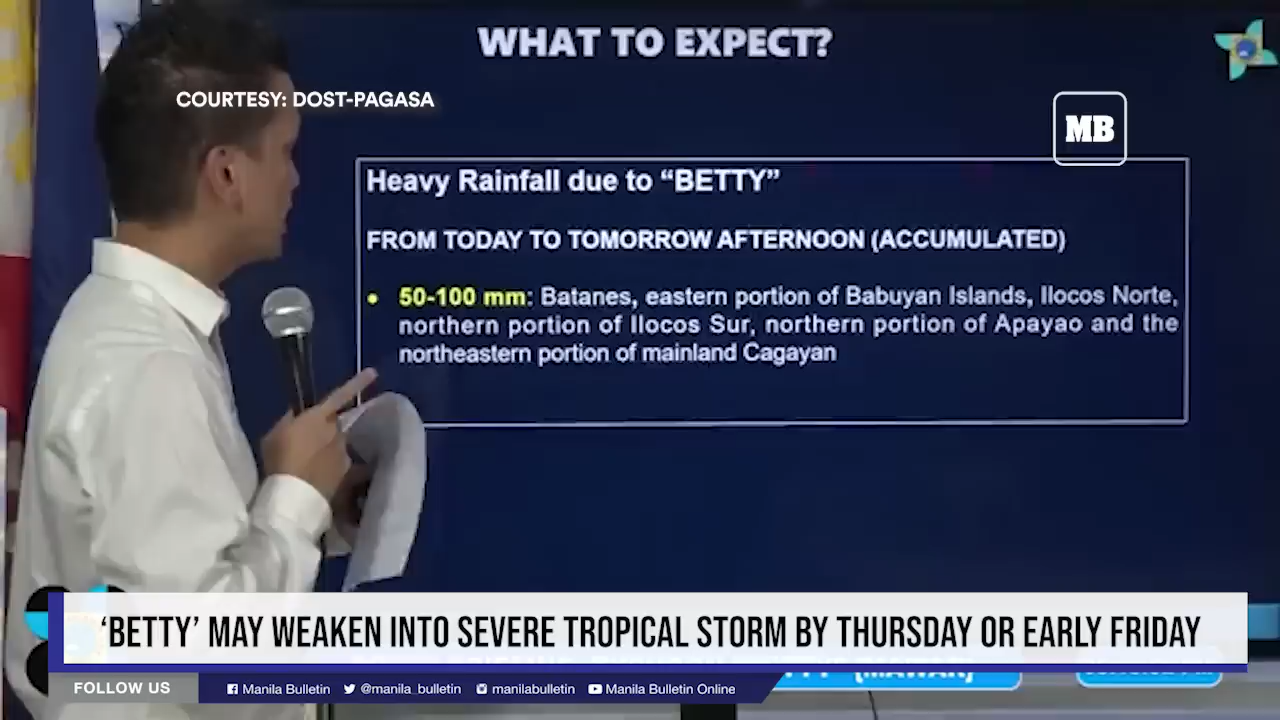 WHAT TO EXPECT?
COURTESY: DOST-PAGASA
MB
Heavy Rainfall due to “BETTY”
FROM TODAY TO TOMORROW AFTERNOON (ACCUMULATED)
• 50-100 mm: Batanes, eastern portion of Babuyan Islands, Ilocos Norte,
northern portion of Ilocos Sur, northern portion of Apayao and the
northeastern portion of mainland Cagayan
‘BETTY’ MAY WEAKEN INTO SEVERE TROPICAL STORM BY THURSDAY OR EARLY FRIDAY
FOLLOW US
Manila Bulletin @manila_bulletin manilabulletin Manila Bulletin Online